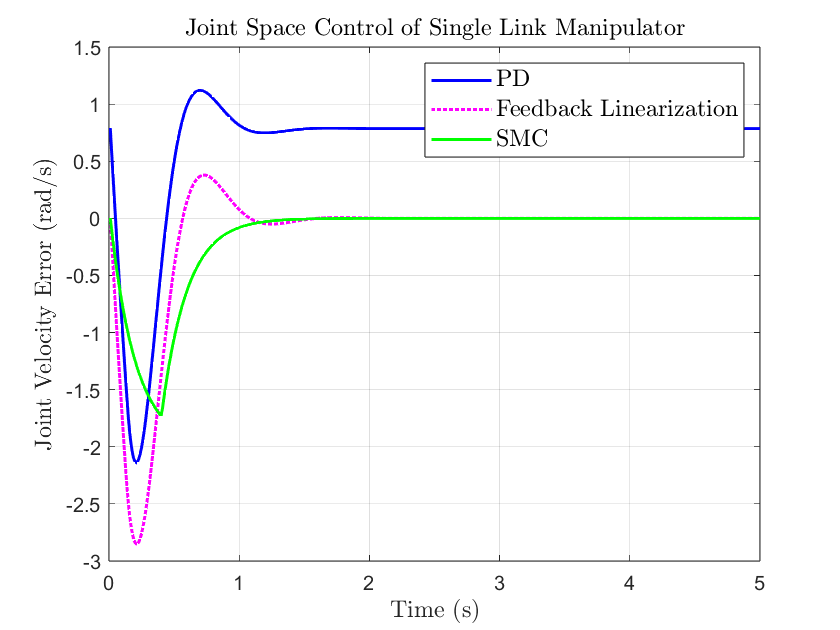 Joint Space Control of Single Link Manipulator
1.5
1
0.5
0
-0.5
-1
-1.5
-2
-2.5
-3
Joint Velocity Error (rad/s)
PD
Feedback Linearization
SMC
0 1 2 3 4 5
Time (s)